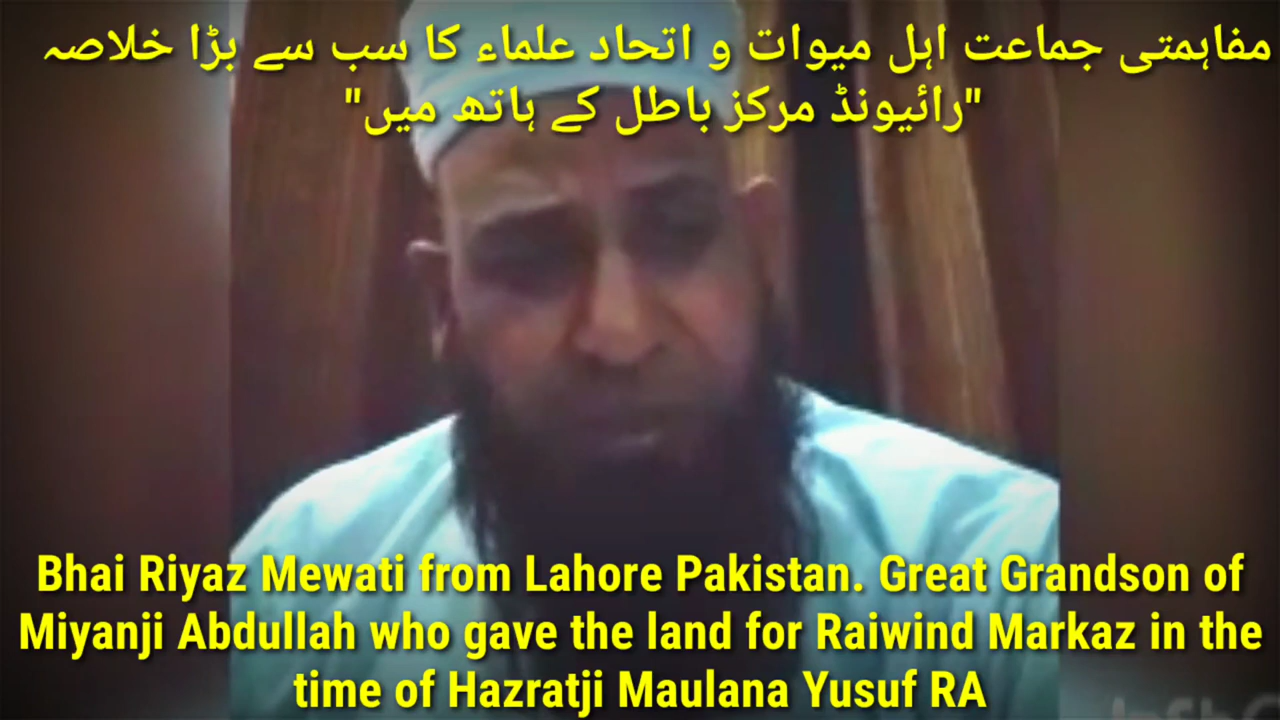 مفاہمتی جماعت اہل میوات و اتحاد علماء کا سب سے بڑا خلاصہ
"رائیونڈ مرکز باطل کے ہاتھ میں"
Bhai Riyaz Mewati from Lahore Pakistan. Great Grandson of
Miyanji Abdullah who gave the land for Raiwind Markaz in the
time of Hazratji Maulana Yusuf RA